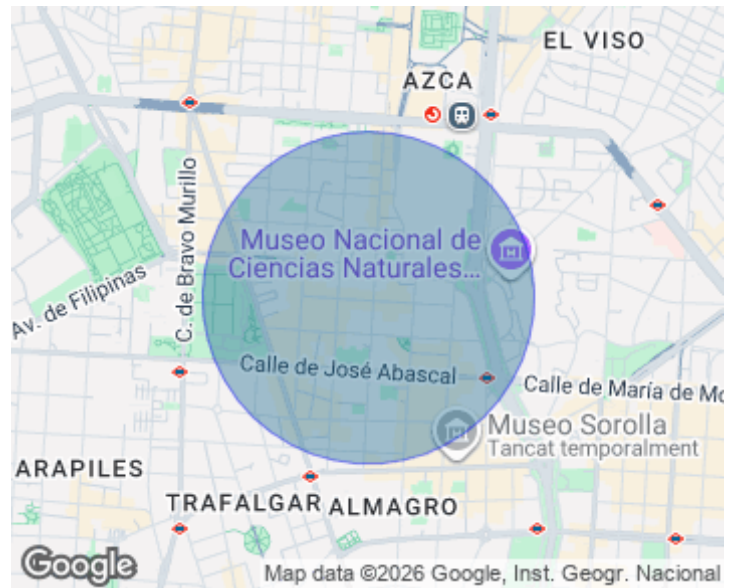 EL VISO
AZCA
Museo Nacional de
Ciencias Naturales...
C. de Bravo Murillo
Av. de Filipinas
Calle de José Abascal
Calle de María de Mo
Museo Sorolla
Tancat temporalment
ARAPILES
TRAFALGAR
ALMAGRO
Google
Map data ©2026 Google, Inst. Geogr. Nacional